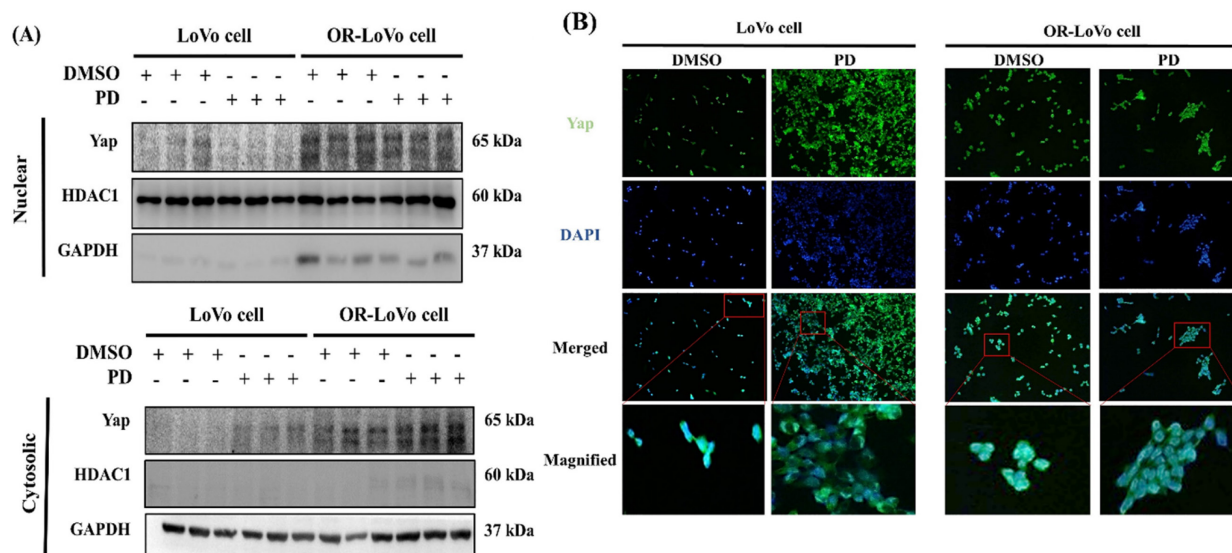 (A)
LoVo cell OR-LoVo cell
DMSO + + + - - - + + + - - -
PD - - - + + + - - - + + +
Nuclear
Yap 65 kDa
HDAC1 60 kDa
GAPDH 37 kDa
LoVo cell OR-LoVo cell
DMSO + + + - - - + + + - - -
PD - - - + + + - - - + + +
Cytosolic
Yap 65 kDa
HDAC1 60 kDa
GAPDH 37 kDa
(B)
LoVo cell OR-LoVo cell
DMSO PD DMSO PD
Yap
DAPI
Merged
Magnified